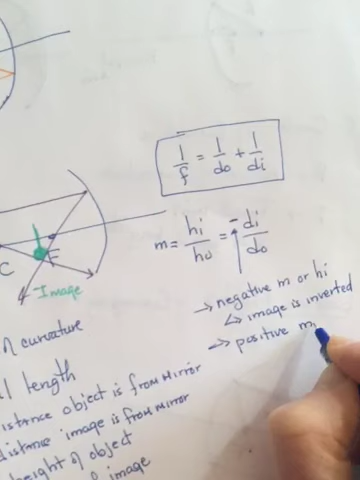 1/f = 1/do + 1/di
C
F
m = hi/ho = -di/do
Image
→ negative m or hi
↳ image is inverted
→ positive m
of curvature
length
distance object is from Mirror
distance image is from mirror
height of object
image